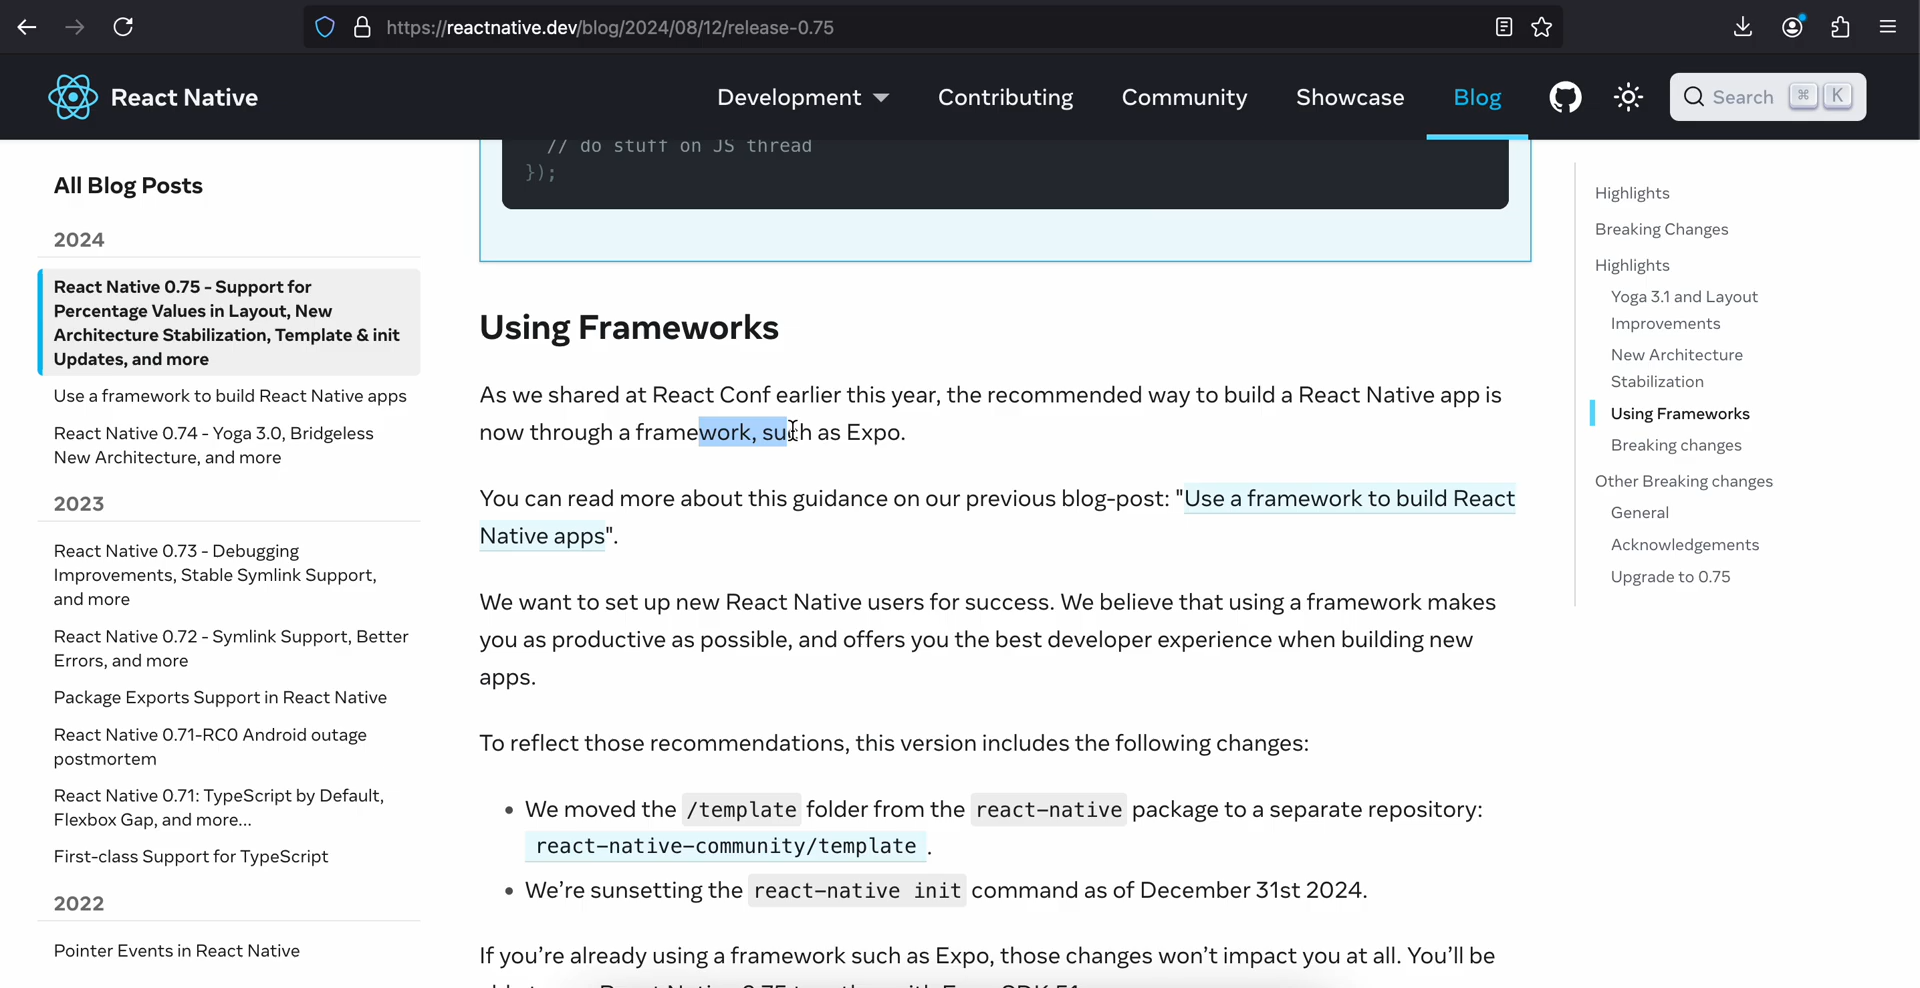 https://reactnative.dev/blog/2024/08/12/release-0.75
React Native
Development
Contributing
Community
Showcase
Blog
Search ⌘ K
All Blog Posts
2024
React Native 0.75 - Support for
Percentage Values in Layout, New
Architecture Stabilization, Template & init
Updates, and more
Use a framework to build React Native apps
React Native 0.74 - Yoga 3.0, Bridgeless
New Architecture, and more
2023
React Native 0.73 - Debugging
Improvements, Stable Symlink Support,
and more
React Native 0.72 - Symlink Support, Better
Errors, and more
Package Exports Support in React Native
React Native 0.71-RC0 Android outage
postmortem
React Native 0.71: TypeScript by Default,
Flexbox Gap, and more...
First-class Support for TypeScript
2022
Pointer Events in React Native
// do stuff on JS thread
});
Using Frameworks
As we shared at React Conf earlier this year, the recommended way to build a React Native app is
now through a framework, such as Expo.
You can read more about this guidance on our previous blog-post: "Use a framework to build React
Native apps".
We want to set up new React Native users for success. We believe that using a framework makes
you as productive as possible, and offers you the best developer experience when building new
apps.
To reflect those recommendations, this version includes the following changes:
• We moved the /template folder from the react-native package to a separate repository:
react-native-community/template .
• We’re sunsetting the react-native init command as of December 31st 2024.
If you’re already using a framework such as Expo, those changes won’t impact you at all. You’ll be
Highlights
Breaking Changes
Highlights
Yoga 3.1 and Layout
Improvements
New Architecture
Stabilization
Using Frameworks
Breaking changes
Other Breaking changes
General
Acknowledgements
Upgrade to 0.75